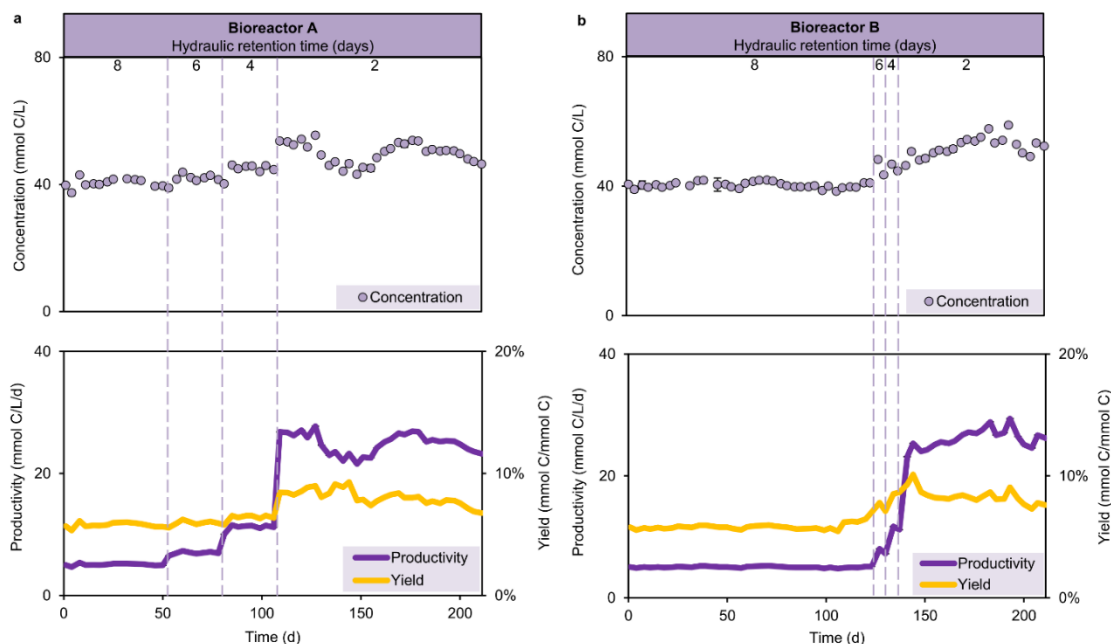 a
Bioreactor A
Hydraulic retention time (days)
8 6 4 2
80
40
0
Concentration (mmol C/L)
Concentration
40
20
0
Productivity (mmol C/L/d)
20%
10%
0%
Yield (mmol C/mmol C)
Productivity
Yield
0 50 100 150 200
Time (d)
b
Bioreactor B
Hydraulic retention time (days)
8 6 4 2
80
40
0
Concentration (mmol C/L)
Concentration
40
20
0
Productivity (mmol C/L/d)
20%
10%
0%
Yield (mmol C/mmol C)
Productivity
Yield
0 50 100 150 200
Time (d)